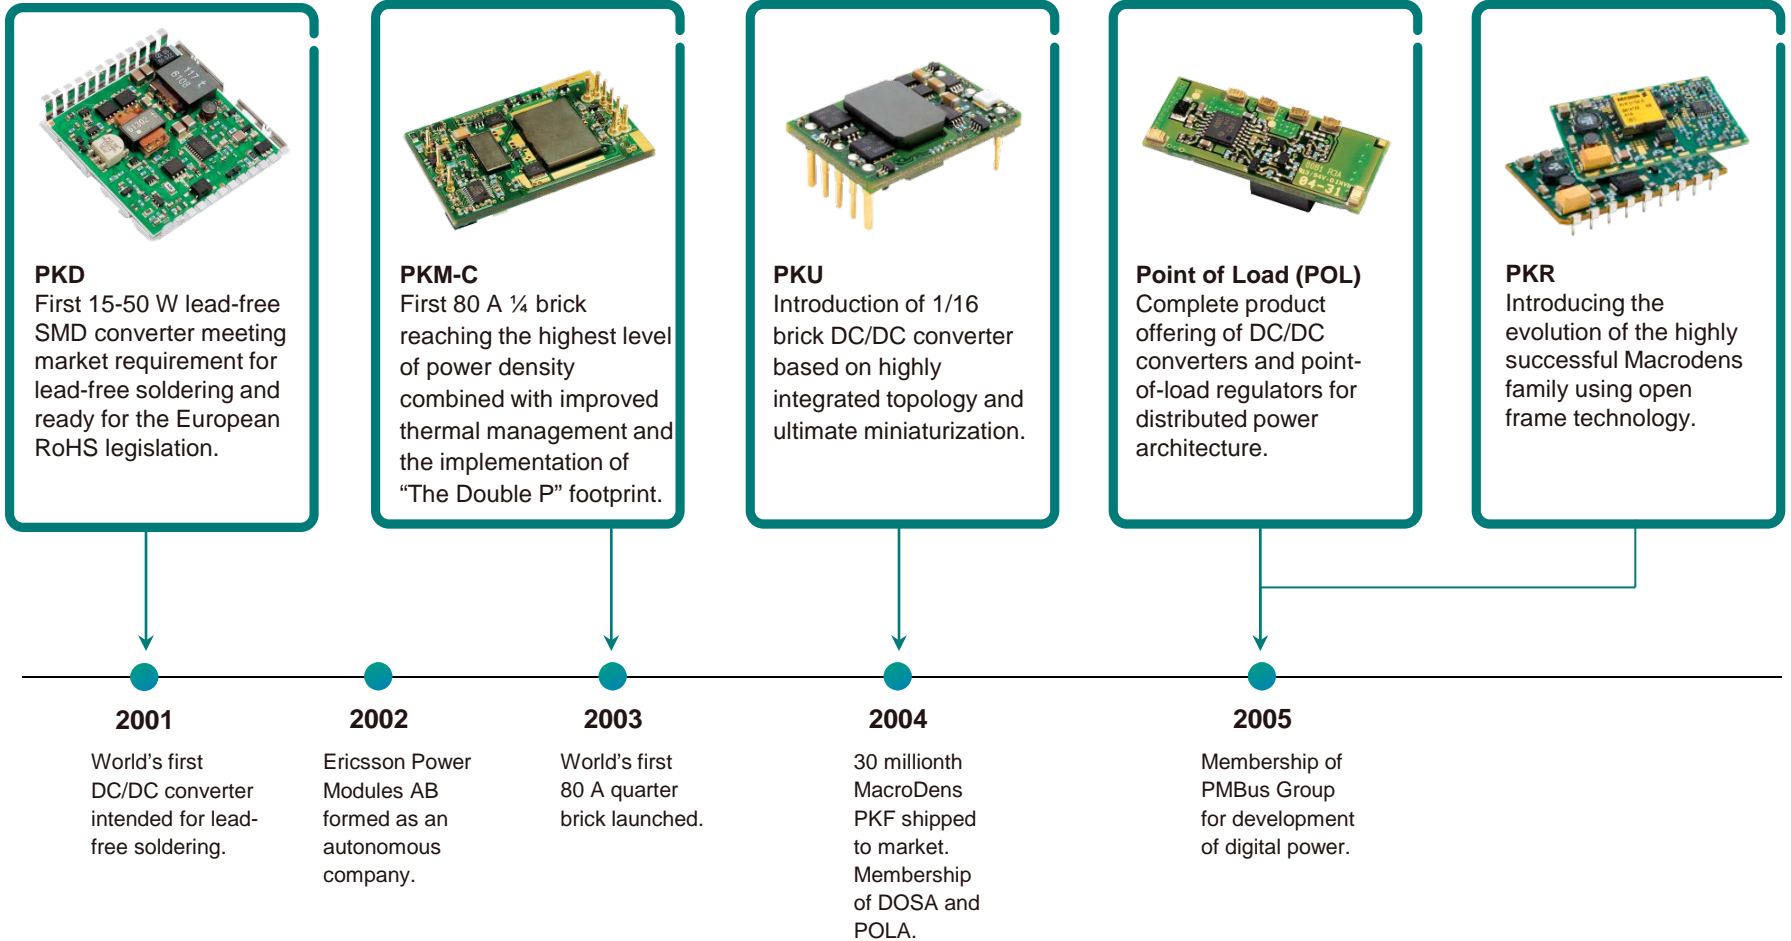 PKD
First 15-50 W lead-free
SMD converter meeting
market requirement for
lead-free soldering and
ready for the European
RoHS legislation.
PKM-C
First 80 A ¼ brick
reaching the highest level
of power density
combined with improved
thermal management and
the implementation of
“The Double P” footprint.
PKU
Introduction of 1/16
brick DC/DC converter
based on highly
integrated topology and
ultimate miniaturization.
Point of Load (POL)
Complete product
offering of DC/DC
converters and point-
of-load regulators for
distributed power
architecture.
PKR
Introducing the
evolution of the highly
successful Macrodens
family using open
frame technology.
117 t
6108
04-31
2001
World’s first
DC/DC converter
intended for lead-
free soldering.
2002
Ericsson Power
Modules AB
formed as an
autonomous
company.
2003
World’s first
80 A quarter
brick launched.
2004
30 millionth
MacroDens
PKF shipped
to market.
Membership
of DOSA and
POLA.
2005
Membership of
PMBus Group
for development
of digital power.